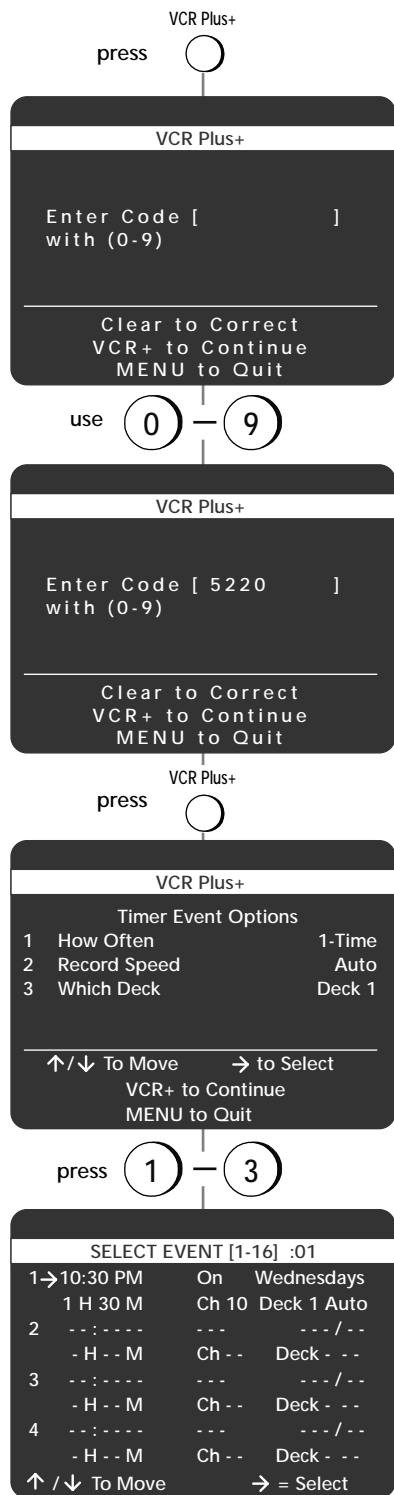 VCR Plus+
press
VCR Plus+
Enter Code [ ]
with (0-9)
Clear to Correct
VCR+ to Continue
MENU to Quit
use 0 – 9
VCR Plus+
Enter Code [ 5220 ]
with (0-9)
Clear to Correct
VCR+ to Continue
MENU to Quit
VCR Plus+
press
VCR Plus+
Timer Event Options
1 How Often 1-Time
2 Record Speed Auto
3 Which Deck Deck 1
↑/↓ To Move → to Select
VCR+ to Continue
MENU to Quit
press 1 – 3
SELECT EVENT [1-16] :01
1→10:30 PM On Wednesdays
1 H 30 M Ch 10 Deck 1 Auto
2 - - : - - - - - - - - - - / - -
- H - - M Ch - - Deck - - -
3 - - : - - - - - - - - - - / - -
- H - - M Ch - - Deck - - -
4 - - : - - - - - - - - - - / - -
- H - - M Ch - - Deck - - -
↑ / ↓ To Move → = Select